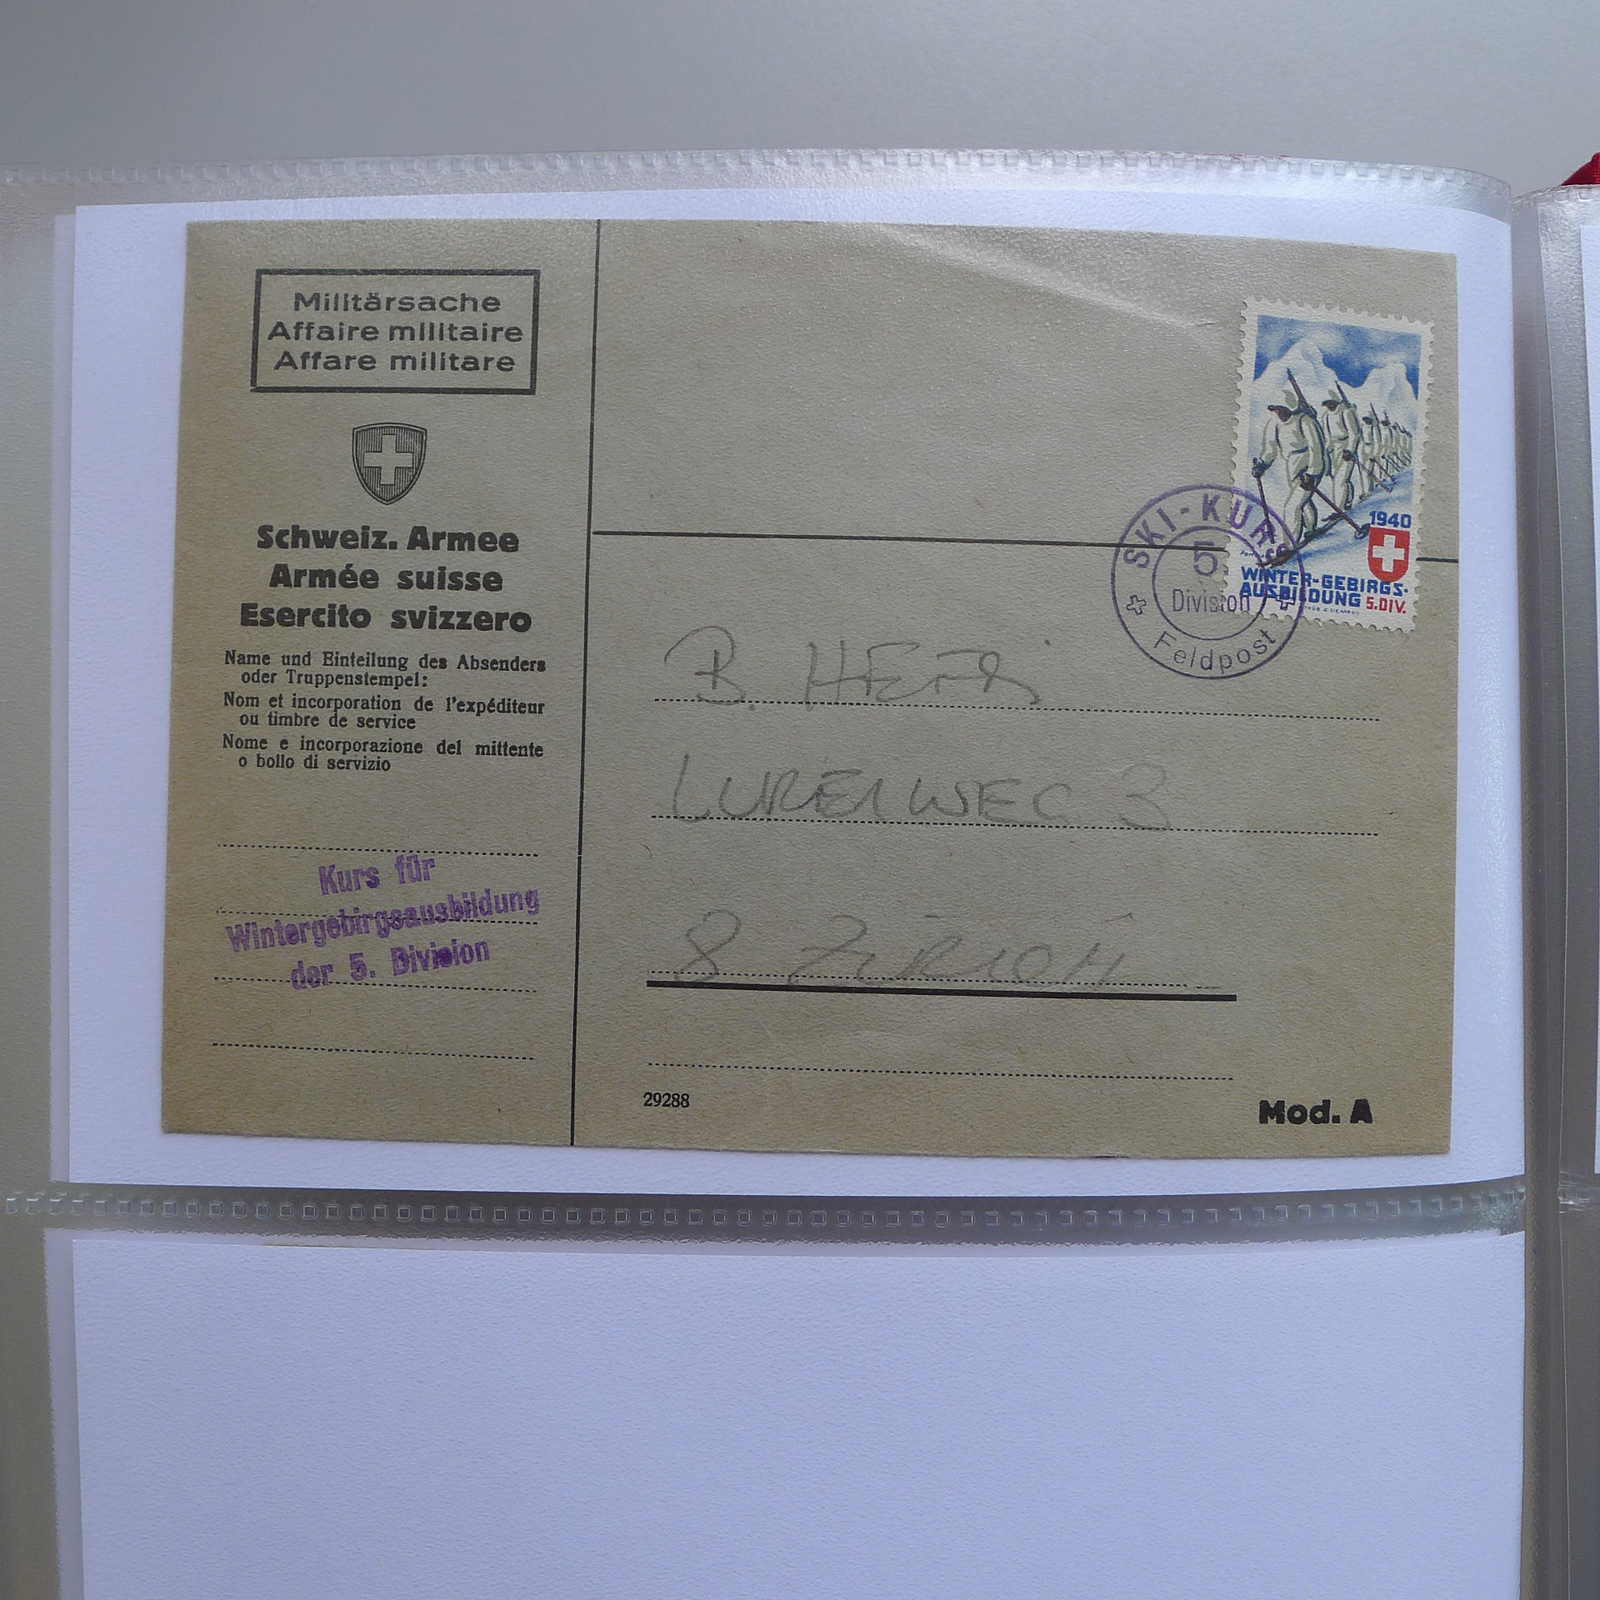 Militärsache
Affaire militaire
Affare militare
Schweiz. Armee
Armée suisse
Esercito svizzero
Name und Einteilung des Absenders
oder Truppenstempel:
Nom et incorporation de l'expéditeur
ou timbre de service
Nome e incorporazione del mittente
o bollo di servizio
Kurs für
Wintergebirgsausbildung
der 5. Division
1940
WINTER-GEBIRGS-
AUSBILDUNG 5.DIV.
SKI-KURS
5.
Division
Feldpost
B.
3
8 ZÜRICH
29288
Mod. A